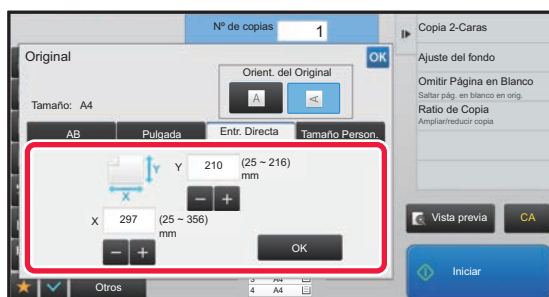 Nº de copias
1
Original
OK
Orient. del Original
A
A
Tamaño: A4
AB
Pulgada
Entr. Directa
Tamaño Person.
Y
X
Y
210
(25 ~ 216)
mm
X
297
(25 ~ 356)
mm
OK
Otros
3 A4
4 A4
Copia 2-Caras
Ajuste del fondo
Omitir Página en Blanco
Saltar pág. en blanco en orig.
Ratio de Copia
Ampliar/reducir copia
Vista previa
CA
Iniciar